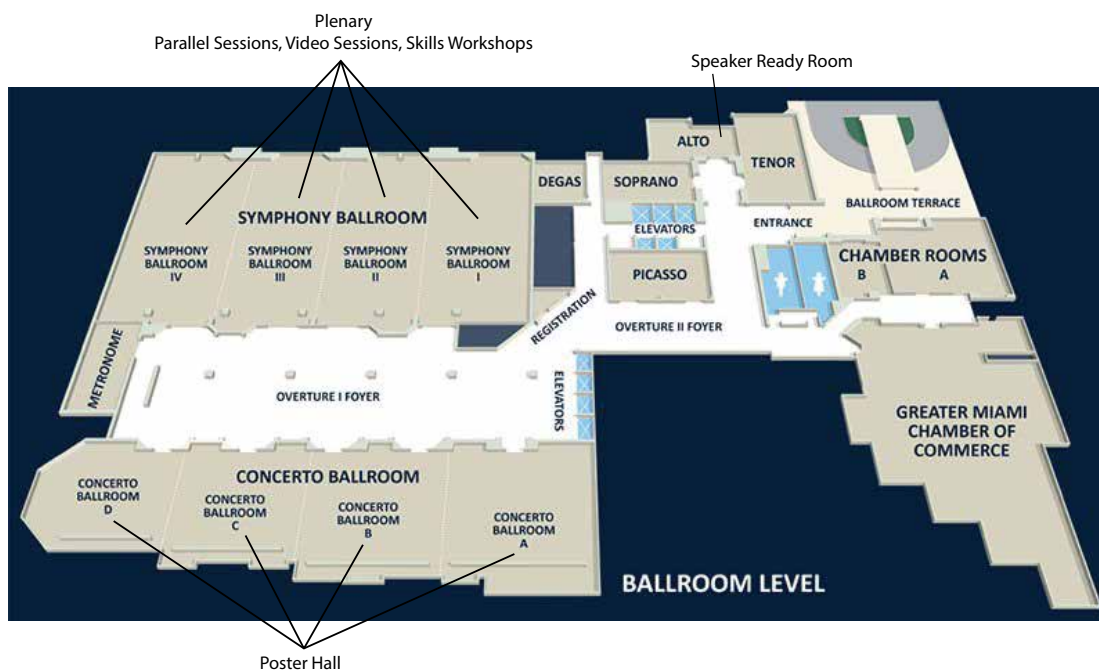 Plenary
Parallel Sessions, Video Sessions, Skills Workshops
Speaker Ready Room
ALTO
TENOR
DEGAS
SOPRANO
BALLROOM TERRACE
SYMPHONY BALLROOM
ELEVATORS
ENTRANCE
SYMPHONY
BALLROOM
IV
SYMPHONY
BALLROOM
III
SYMPHONY
BALLROOM
II
SYMPHONY
BALLROOM
I
PICASSO
CHAMBER ROOMS
B
A
REGISTRATION
OVERTURE II FOYER
METRONOME
OVERTURE I FOYER
ELEVATORS
GREATER MIAMI
CHAMBER OF
COMMERCE
CONCERTO BALLROOM
CONCERTO
BALLROOM
D
CONCERTO
BALLROOM
C
CONCERTO
BALLROOM
B
CONCERTO
BALLROOM
A
BALLROOM LEVEL
Poster Hall